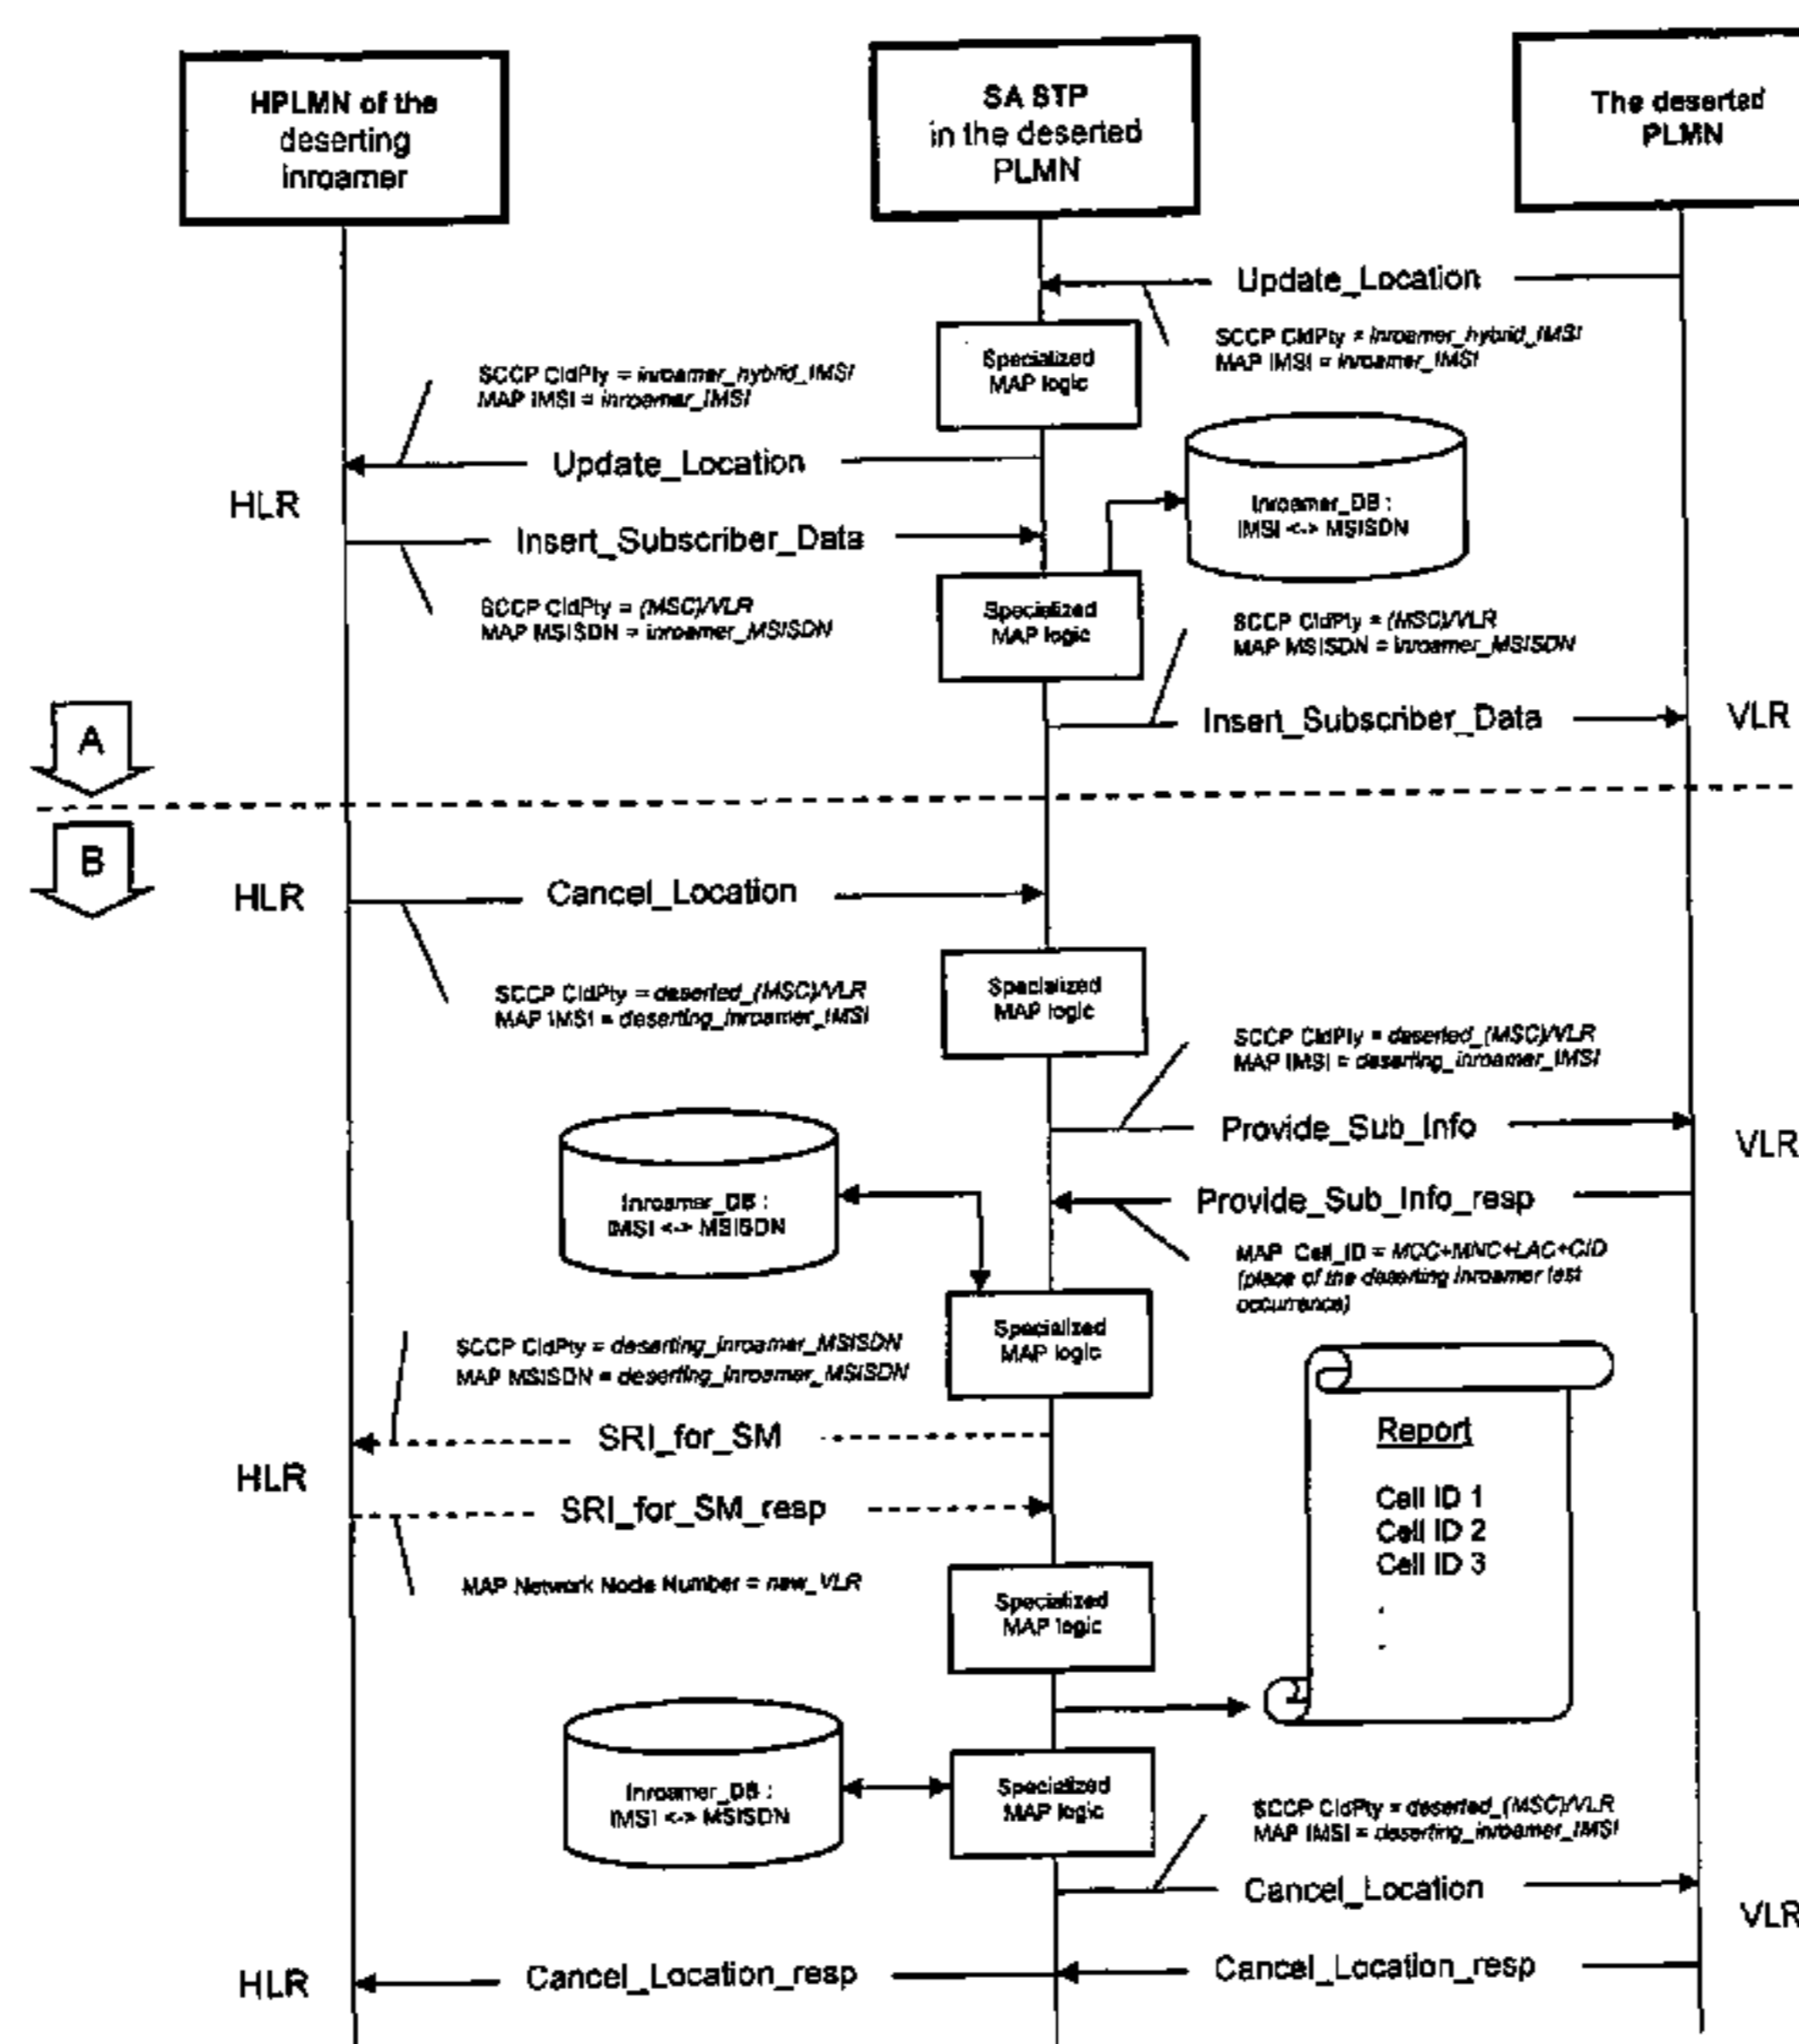 HPLMN of the
deserting
inroamer
SA STP
in the deserted
PLMN
The deserted
PLMN
Update_Location
SCCP CldPty = inroamer_hybrid_IMSI
MAP IMSI = inroamer_IMSI
Specialized
MAP logic
SCCP CldPty = inroamer_hybrid_IMSI
MAP IMSI = inroamer_IMSI
Update_Location
HLR
Inroamer_DB :
IMSI <-> MSISDN
Insert_Subscriber_Data
SCCP CldPty = (MSC)/VLR
MAP MSISDN = inroamer_MSISDN
Specialized
MAP logic
SCCP CldPty = (MSC)/VLR
MAP MSISDN = inroamer_MSISDN
Insert_Subscriber_Data
VLR
A
B
HLR
Cancel_Location
SCCP CldPty = deserted_(MSC)/VLR
MAP IMSI = deserting_inroamer_IMSI
Specialized
MAP logic
SCCP CldPty = deserted_(MSC)/VLR
MAP IMSI = deserting_inroamer_IMSI
Provide_Sub_Info
VLR
Inroamer_DB :
IMSI <-> MSISDN
Provide_Sub_Info_resp
MAP Cell_ID = MCC+MNC+LAC+CID
(place of the deserting inroamer last
occurrence)
Specialized
MAP logic
SCCP CldPty = deserting_inroamer_MSISDN
MAP MSISDN = deserting_inroamer_MSISDN
SRI_for_SM
HLR
SRI_for_SM_resp
MAP Network Node Number = new_VLR
Report
Cell ID 1
Cell ID 2
Cell ID 3
.
.
Specialized
MAP logic
Inroamer_DB :
IMSI <-> MSISDN
Specialized
MAP logic
SCCP CldPty = deserted_(MSC)/VLR
MAP IMSI = deserting_inroamer_IMSI
Cancel_Location
VLR
Cancel_Location_resp
HLR
Cancel_Location_resp